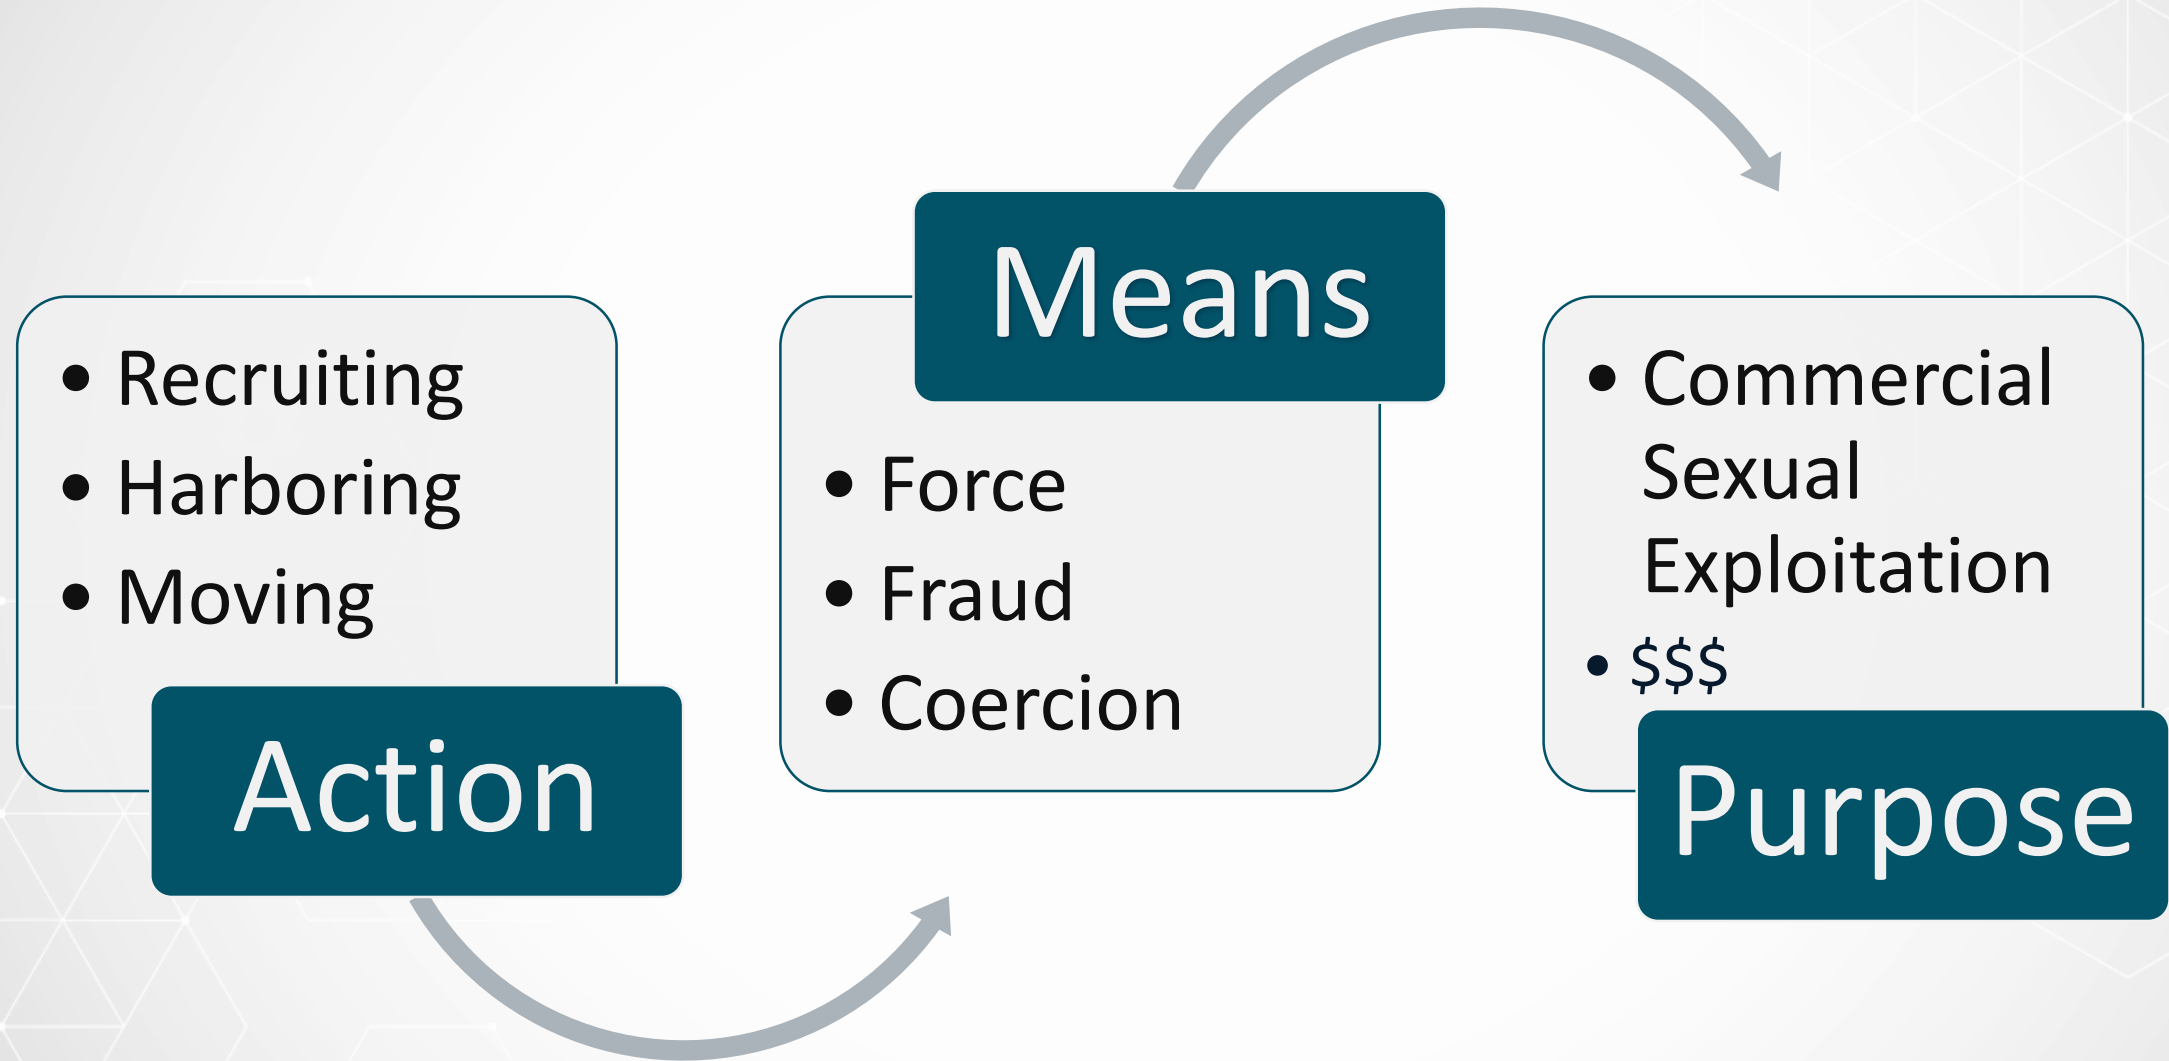 • Recruiting
• Harboring
• Moving
Action
Means
• Force
• Fraud
• Coercion
• Commercial
Sexual
Exploitation
• $$$
Purpose